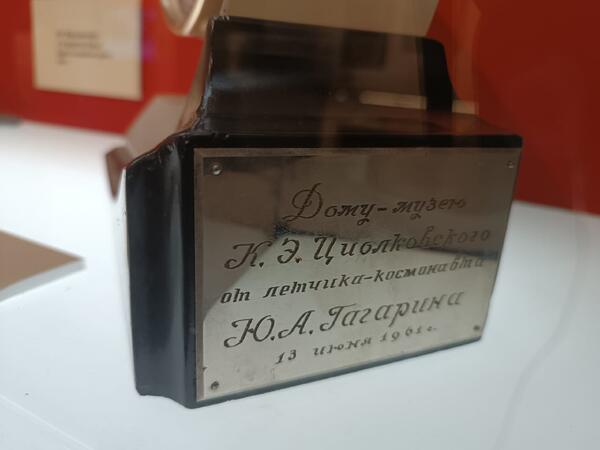 Дому-музею
К. Э. Циолковского
от летчика-космонавта
Ю. А. Гагарина
13 июня 1961 г.